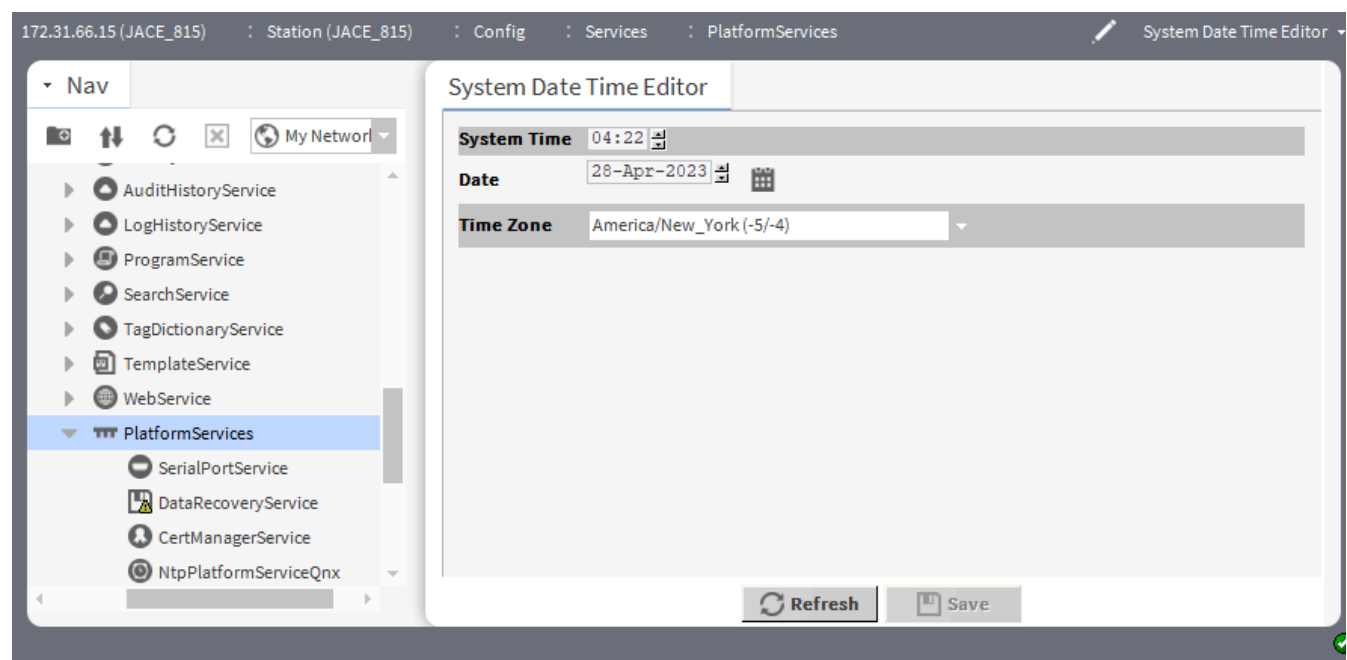 172.31.66.15 (JACE_815) : Station (JACE_815) : Config : Services : PlatformServices System Date Time Editor
Nav
My Networ
AuditHistoryService
LogHistoryService
ProgramService
SearchService
TagDictionaryService
TemplateService
WebService
PlatformServices
SerialPortService
DataRecoveryService
CertManagerService
NtpPlatformServiceQnx
System Date Time Editor
System Time 04:22
Date 28-Apr-2023
Time Zone America/New_York (-5/-4)
Refresh Save